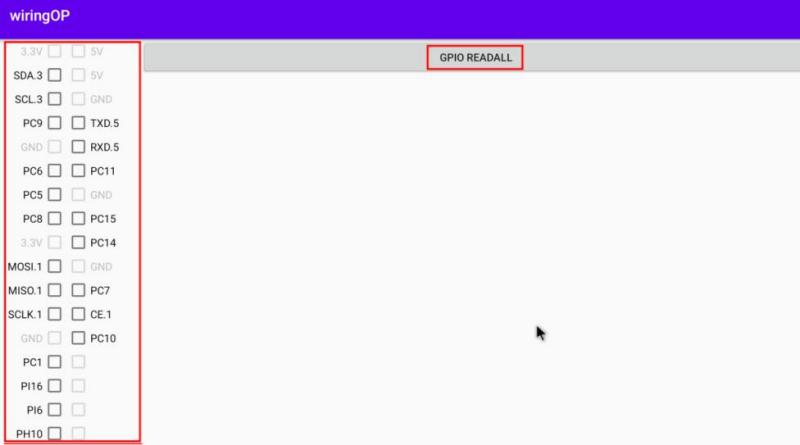 wiringOP
3.3V 5V
GPIO READALL
SDA.3 5V
SCL.3 GND
PC9 TXD.5
GND RXD.5
PC6 PC11
PC5 GND
PC8 PC15
3.3V PC14
MOSI.1 GND
MISO.1 PC7
SCLK.1 CE.1
GND PC10
PC1
PI16
PI6
PH10